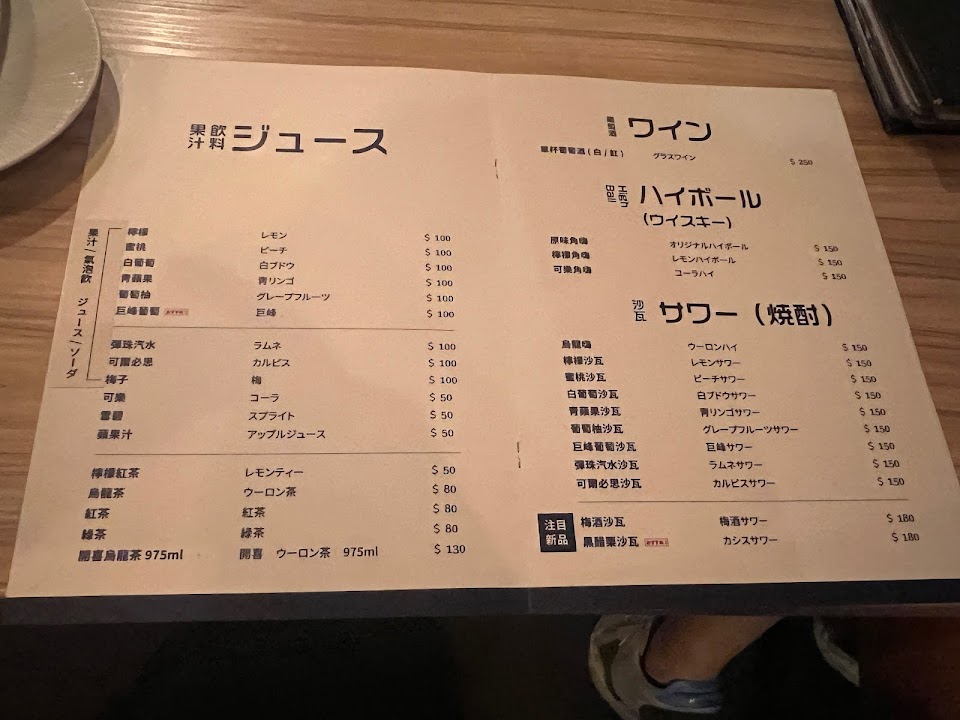 果汁 飲料 ジュース
果汁/氣泡飲 ジュース/ソーダ
檸檬 レモン $ 100
蜜桃 ピーチ $ 100
白葡萄 白ブドウ $ 100
青蘋果 青リンゴ $ 100
葡萄柚 グレープフルーツ $ 100
巨峰葡萄 巨峰 $ 100
彈珠汽水 ラムネ $ 100
可爾必思 カルピス $ 100
梅子 梅 $ 100
可樂 コーラ $ 50
雪碧 スプライト $ 50
蘋果汁 アップルジュース $ 50
檸檬紅茶 レモンティー $ 50
烏龍茶 ウーロン茶 $ 80
紅茶 紅茶 $ 80
綠茶 緑茶 $ 80
開喜烏龍茶 975ml 開喜 ウーロン茶 975ml $ 130
葡萄酒 ワイン
單杯葡萄酒 (白/紅) グラスワイン $ 250
High Ball ハイボール
(ウイスキー)
原味角嗨 オリジナルハイボール $ 150
檸檬角嗨 レモンハイボール $ 150
可樂角嗨 コーラハイ $ 150
沙瓦 サワー (焼酎)
烏龍嗨 ウーロンハイ $ 150
檸檬沙瓦 レモンサワー $ 150
蜜桃沙瓦 ピーチサワー $ 150
白葡萄沙瓦 白ブドウサワー $ 150
青蘋果沙瓦 青リンゴサワー $ 150
葡萄柚沙瓦 グレープフルーツサワー $ 150
巨峰葡萄沙瓦 巨峰サワー $ 150
彈珠汽水沙瓦 ラムネサワー $ 150
可爾必思沙瓦 カルピスサワー $ 150
注目新品
梅酒沙瓦 梅酒サワー $ 180
黒醋栗沙瓦 カシスサワー $ 180